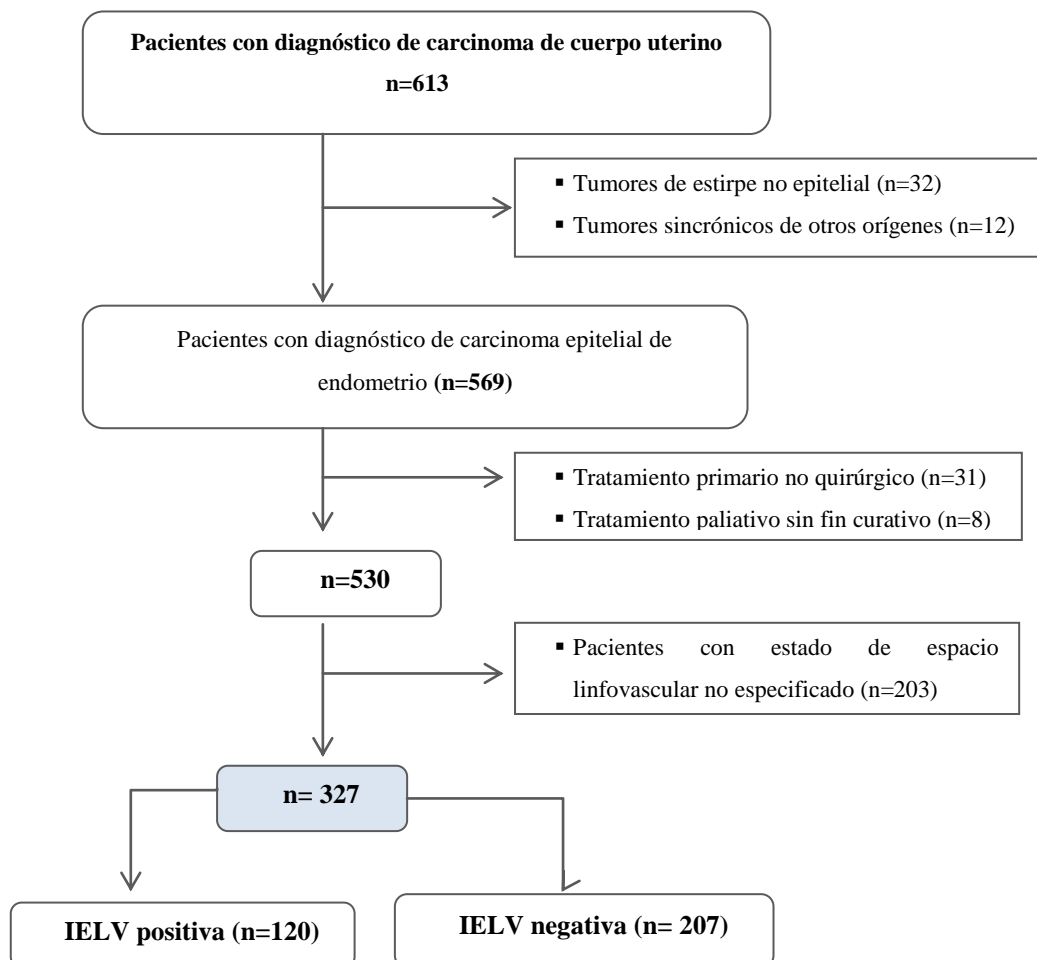 Pacientes con diagnóstico de carcinoma de cuerpo uterino
n=613
▪ Tumores de estirpe no epitelial (n=32)
▪ Tumores sincrónicos de otros orígenes (n=12)
Pacientes con diagnóstico de carcinoma epitelial de
endometrio (n=569)
▪ Tratamiento primario no quirúrgico (n=31)
▪ Tratamiento paliativo sin fin curativo (n=8)
n=530
▪ Pacientes con estado de espacio
linfovascular no especificado (n=203)
n= 327
IELV positiva (n=120)
IELV negativa (n= 207)